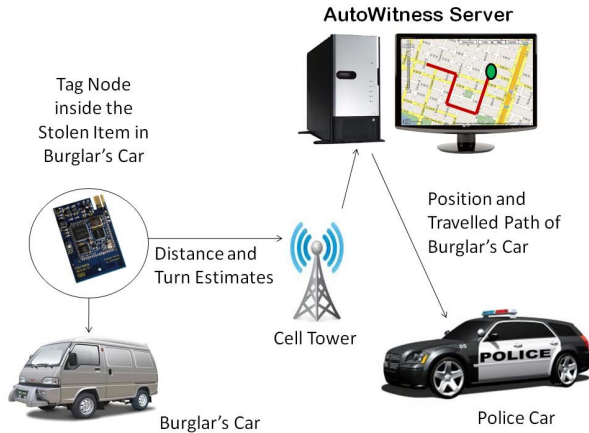 AutoWitness Server
Tag Node
inside the
Stolen Item in
Burglar's Car
Distance and
Turn Estimates
Cell Tower
Position and
Travelled Path of
Burglar's Car
Burglar's Car
POLICE
Police Car